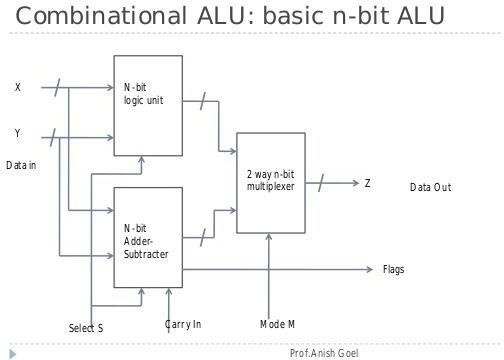 Combinational ALU: basic n-bit ALU
X
N-bit
logic unit
Y
Data in
2 way n-bit
multiplexer
Z
Data Out
N-bit
Adder-
Subtracter
Flags
Select S
Carry In
Mode M
Prof.Anish Goel